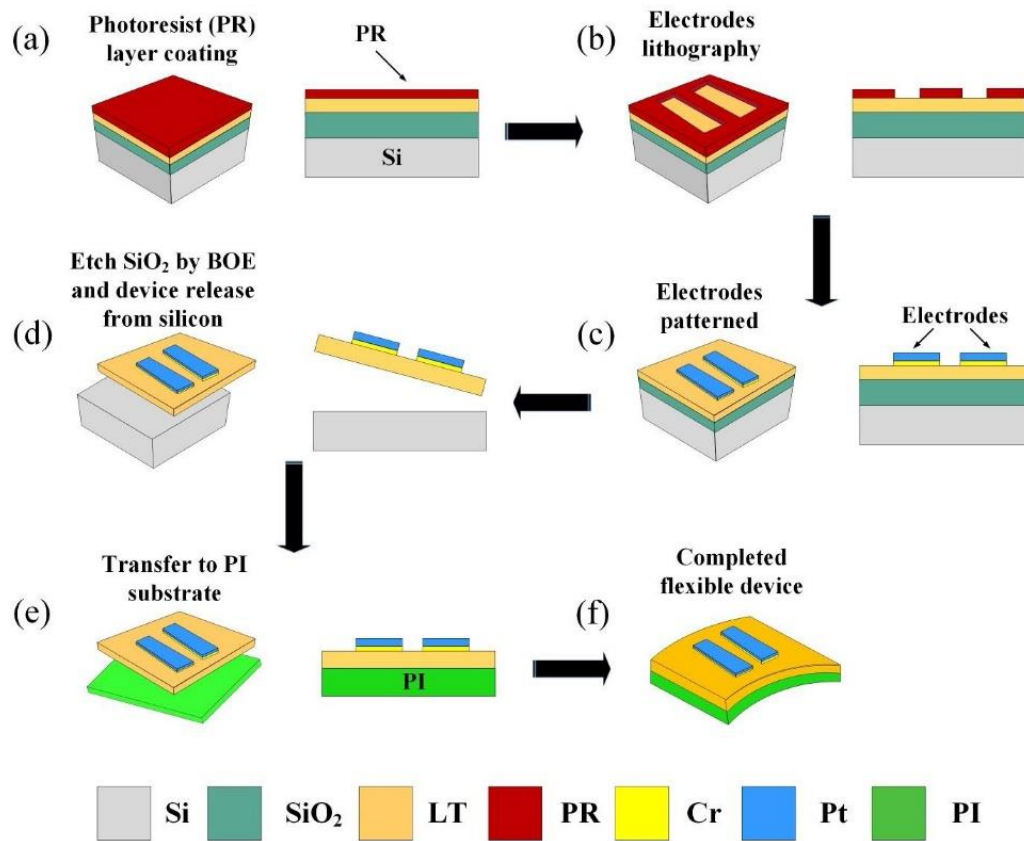 (a)
Photoresist (PR)
layer coating
PR
Si
(b)
Electrodes
lithography
(c)
Electrodes
patterned
Electrodes
(d)
Etch SiO₂ by BOE
and device release
from silicon
(e)
Transfer to PI
substrate
PI
(f)
Completed
flexible device
Si SiO₂ LT PR Cr Pt PI